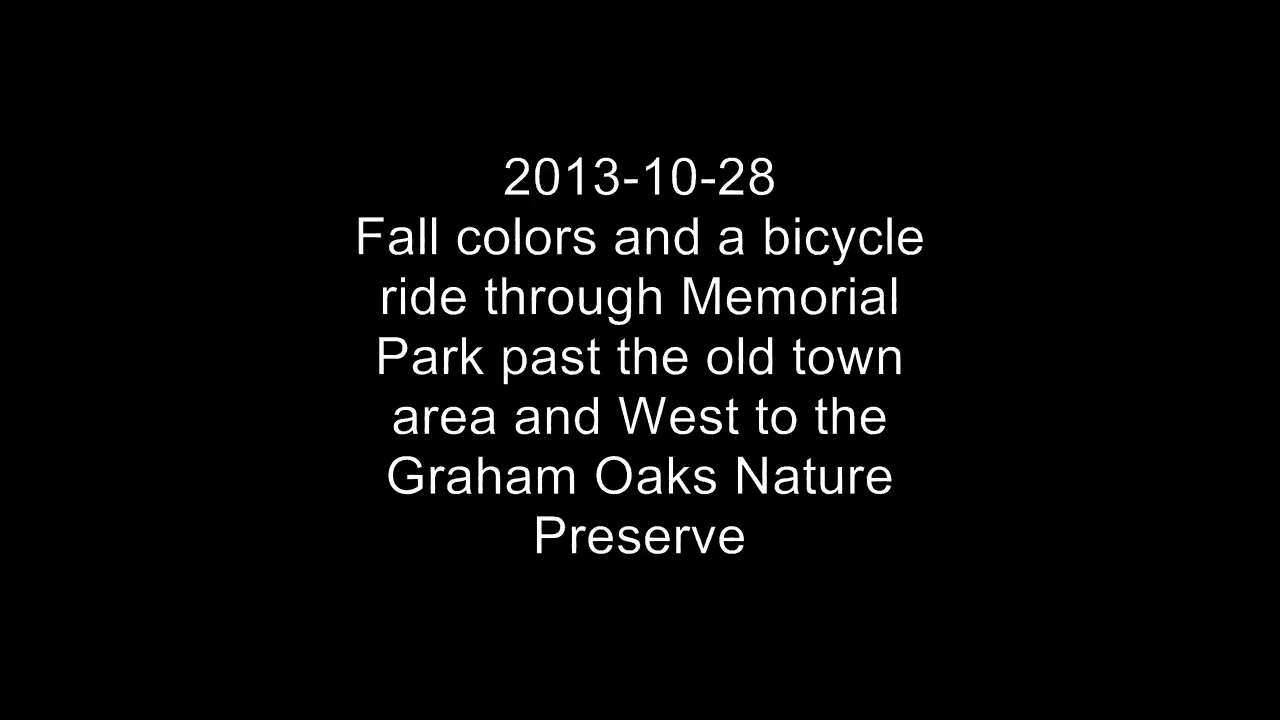 2013-10-28
Fall colors and a bicycle
ride through Memorial
Park past the old town
area and West to the
Graham Oaks Nature
Preserve